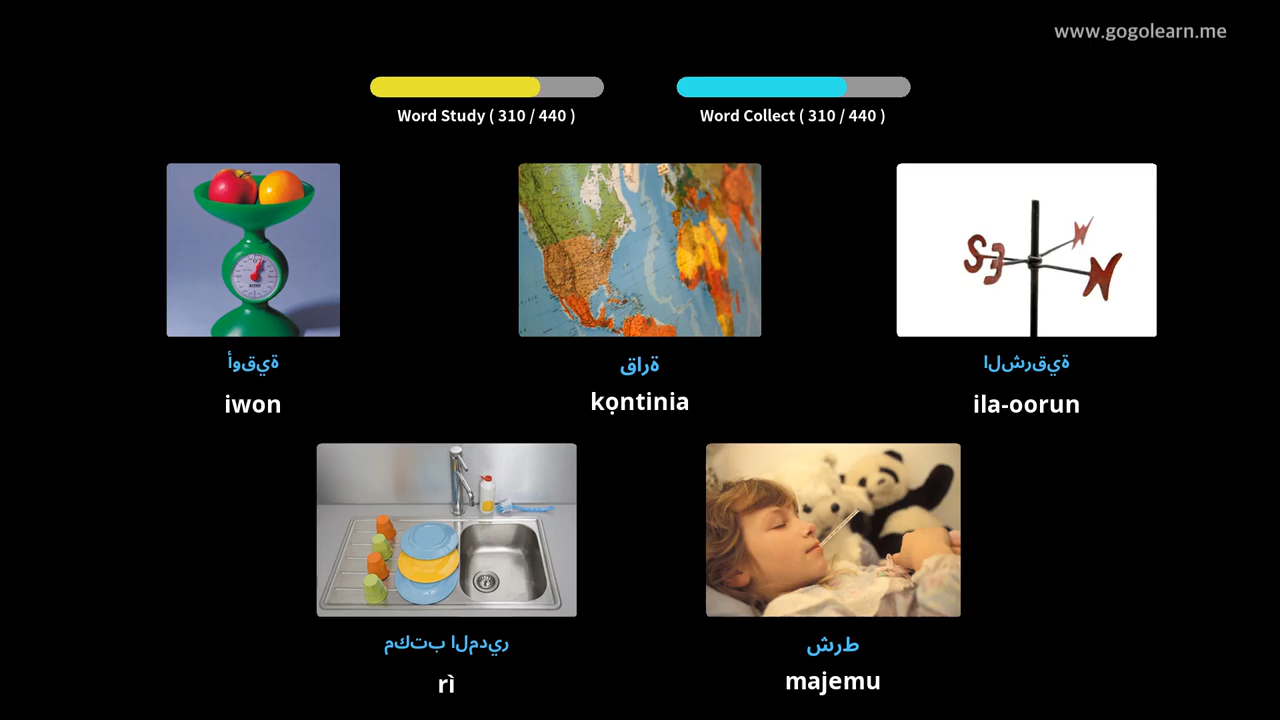 www.gogolearn.me
Word Study ( 310 / 440 )
Word Collect ( 310 / 440 )
أوقية
iwon
قارة
kọntinia
الشرقية
ila-oorun
مكتب المدير
rì
شرط
majemu